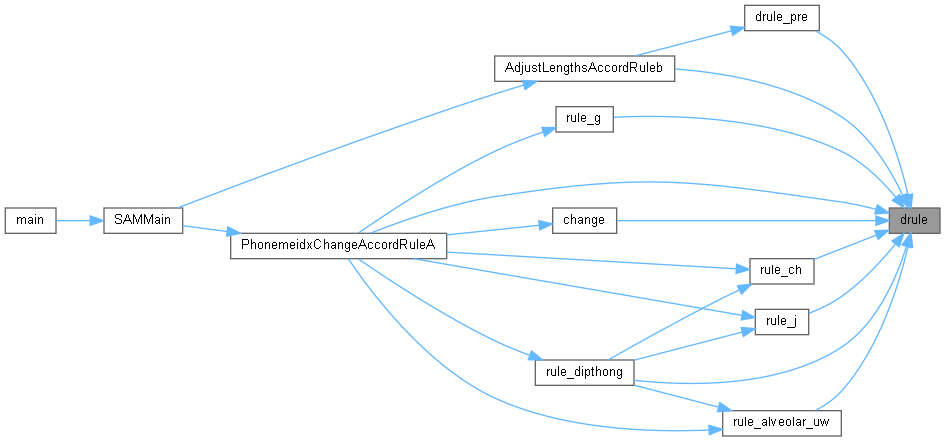 drule_pre
AdjustLengthsAccordRuleb
rule_g
main
SAMMain
change
drule
PhonemeidxChangeAccordRuleA
rule_ch
rule_j
rule_dipthong
rule_alveolar_uw